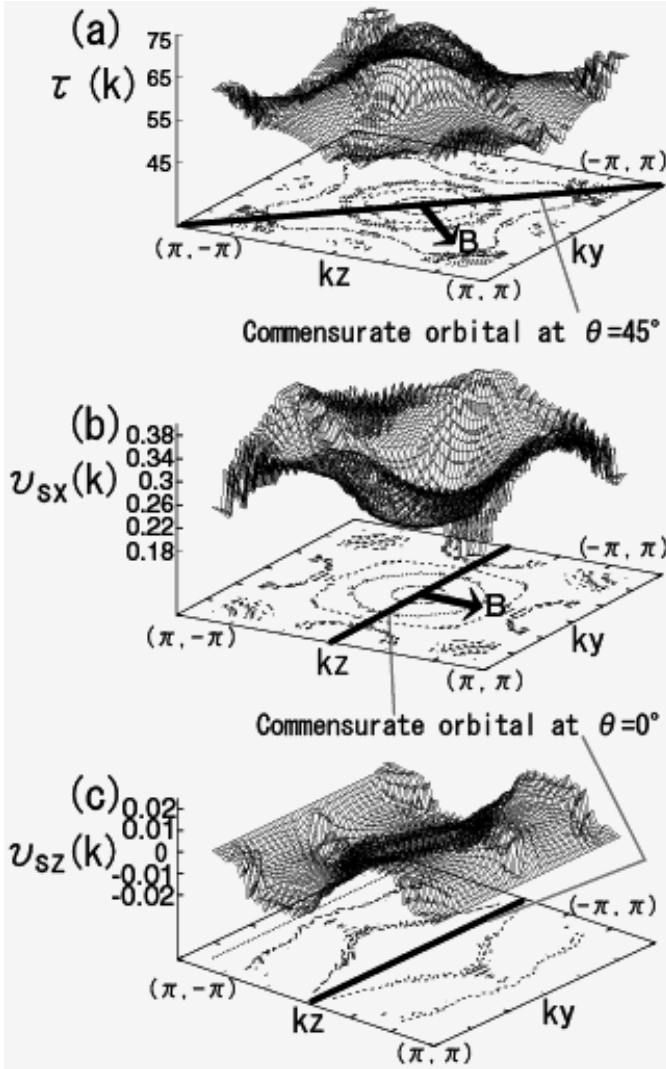 (a)
75
τ (k)
65
55
45
(-π, π)
B
(π, -π)
kz
ky
(π, π)
Commensurate orbital at θ=45°
(b)
0.38
0.34
υSX(k)
0.3
0.26
0.22
0.18
(-π, π)
B
(π, -π)
kz
ky
(π, π)
Commensurate orbital at θ=0°
(c)
0.02
0.01
υSZ(k)
0
-0.01
-0.02
(-π, π)
(π, -π)
kz
ky
(π, π)